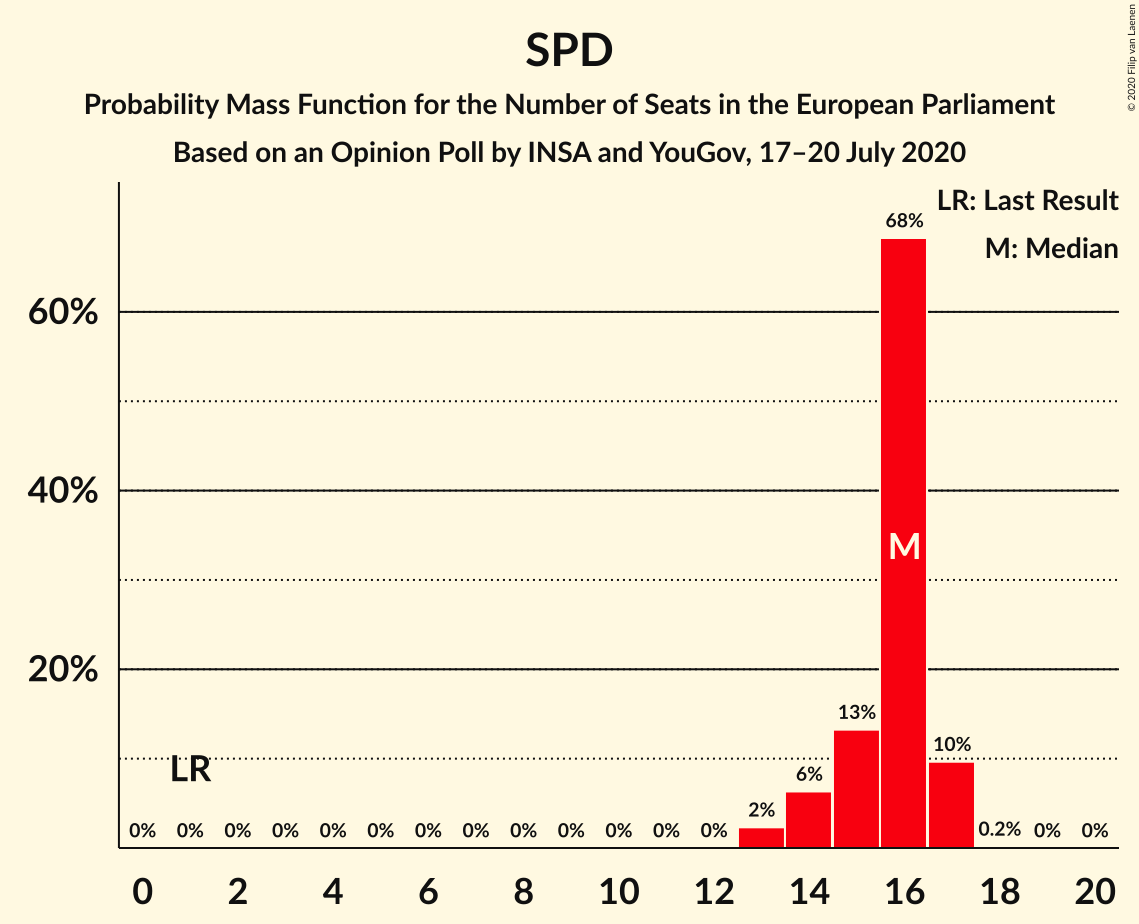 SPD
Probability Mass Function for the Number of Seats in the European Parliament
Based on an Opinion Poll by INSA and YouGov, 17–20 July 2020
© 2020 Filip van Laenen
LR: Last Result
M: Median
68%
60%
40%
M
20%
13%
10%
LR
6%
2%
0% 0% 0% 0% 0% 0% 0% 0% 0% 0% 0% 0% 0% 0.2% 0% 0%
0 2 4 6 8 10 12 14 16 18 20